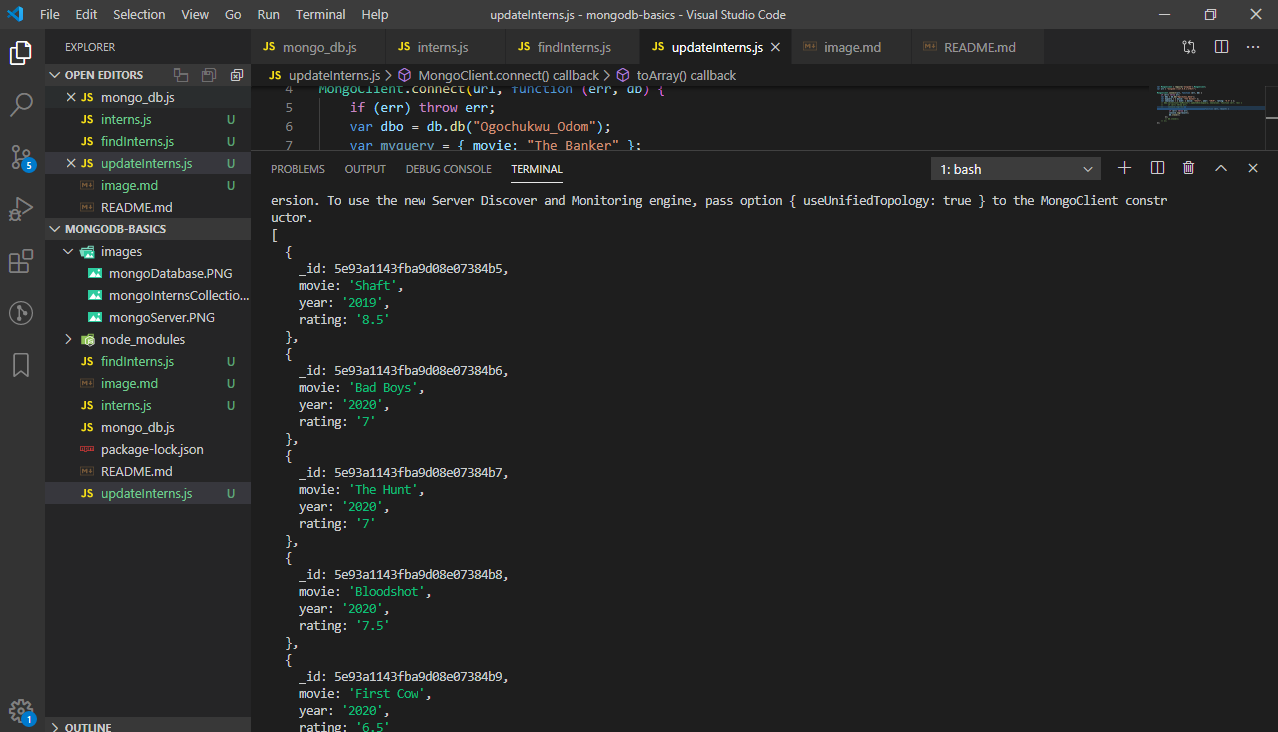 File Edit Selection View Go Run Terminal Help updateInterns.js - mongodb-basics - Visual Studio Code
EXPLORER
OPEN EDITORS
JS mongo_db.js
JS interns.js U
JS findInterns.js U
JS updateInterns.js U
M↓ image.md U
M↓ README.md
MONGODB-BASICS
images
mongoDatabase.PNG
mongoInternsCollectio...
mongoServer.PNG
node_modules
JS findInterns.js U
M↓ image.md U
JS interns.js U
JS mongo_db.js
package-lock.json
M↓ README.md
JS updateInterns.js U
OUTLINE
5
1
JS mongo_db.js JS interns.js JS findInterns.js JS updateInterns.js M↓ image.md M↓ README.md
JS updateInterns.js > MongoClient.connect() callback > toArray() callback
4 MongoClient.connect(url, function (err, db) {
5 if (err) throw err;
6 var dbo = db.db("Ogochukwu_Odom");
7 var myquery = { movie: "The Banker" };
PROBLEMS OUTPUT DEBUG CONSOLE TERMINAL 1: bash
ersion. To use the new Server Discover and Monitoring engine, pass option { useUnifiedTopology: true } to the MongoClient constr
uctor.
[
{
_id: 5e93a1143fba9d08e07384b5,
movie: 'Shaft',
year: '2019',
rating: '8.5'
},
{
_id: 5e93a1143fba9d08e07384b6,
movie: 'Bad Boys',
year: '2020',
rating: '7'
},
{
_id: 5e93a1143fba9d08e07384b7,
movie: 'The Hunt',
year: '2020',
rating: '7'
},
{
_id: 5e93a1143fba9d08e07384b8,
movie: 'Bloodshot',
year: '2020',
rating: '7.5'
},
{
_id: 5e93a1143fba9d08e07384b9,
movie: 'First Cow',
year: '2020',
rating: '6.5'